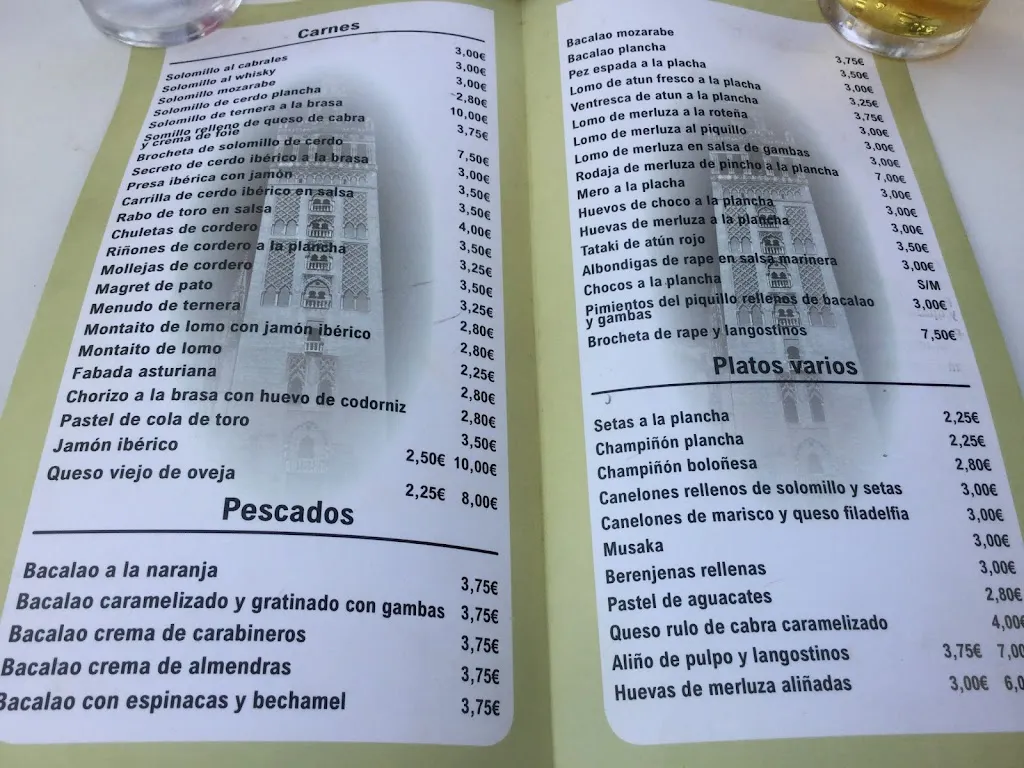 Carnes
Solomillo al cabrales 3,00€
Solomillo al whisky 3,00€
Solomillo mozarabe 3,00€
Solomillo de cerdo plancha 2,80€
Solomillo de ternera a la brasa 10,00€
Somillo relleno de queso de cabra
y crema de foie 3,75€
Brocheta de solomillo de cerdo 7,50€
Secreto de cerdo ibérico a la brasa 3,00€
Presa ibérica con jamón 3,50€
Carrilla de cerdo ibérico en salsa 3,50€
Rabo de toro en salsa 4,00€
Chuletas de cordero 3,50€
Riñones de cordero a la plancha 3,25€
Mollejas de cordero 3,50€
Magret de pato 3,25€
Menudo de ternera 2,80€
Montaito de lomo con jamón ibérico 2,80€
Montaito de lomo 2,25€
Fabada asturiana 2,80€
Chorizo a la brasa con huevo de codorniz 2,80€
Pastel de cola de toro 3,50€
Jamón ibérico 2,50€ 10,00€
Queso viejo de oveja 2,25€ 8,00€
Pescados
Bacalao a la naranja 3,75€
Bacalao caramelizado y gratinado con gambas 3,75€
Bacalao crema de carabineros 3,75€
Bacalao crema de almendras 3,75€
Bacalao con espinacas y bechamel 3,75€
Bacalao mozarabe 3,75€
Bacalao plancha 3,50€
Pez espada a la placha 3,00€
Lomo de atun fresco a la placha 3,25€
Ventresca de atun a la plancha 3,75€
Lomo de merluza a la roteña 3,00€
Lomo de merluza al piquillo 3,00€
Lomo de merluza en salsa de gambas 3,00€
Rodaja de merluza de pincho a la plancha 7,00€
Mero a la placha 3,00€
Huevos de choco a la plancha 3,00€
Huevas de merluza a la plancha 3,00€
Tataki de atún rojo 3,50€
Albondigas de rape en salsa marinera 3,00€
Chocos a la plancha S/M
Pimientos del piquillo rellenos de bacalao
y gambas 3,00€
Brocheta de rape y langostinos 7,50€
Platos varios
Setas a la plancha 2,25€
Champiñón plancha 2,25€
Champiñón boloñesa 2,80€
Canelones rellenos de solomillo y setas 3,00€
Canelones de marisco y queso filadelfia 3,00€
Musaka 3,00€
Berenjenas rellenas 3,00€
Pastel de aguacates 2,80€
Queso rulo de cabra caramelizado 4,00€
Aliño de pulpo y langostinos 3,75€ 7,00
Huevas de merluza aliñadas 3,00€ 6,0